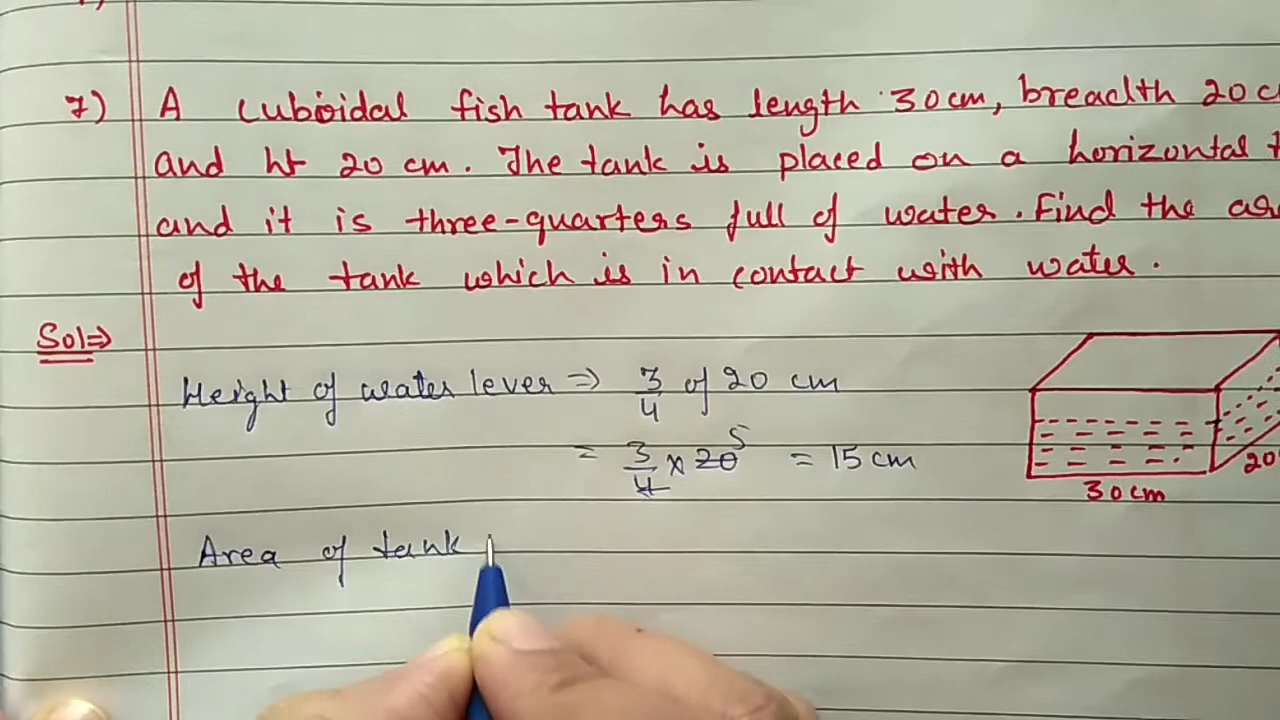 7) A cuboidal fish tank has length 30cm, breadth 20 c
and ht 20 cm. The tank is placed on a horizontal t
and it is three-quarters full of water. Find the
of the tank which is in contact with water.
Sol⇒
Height of water lever ⇒ 3/4 of 20 cm
= 3/4 x 20 5 = 15 cm
30 cm
20
Area of tank